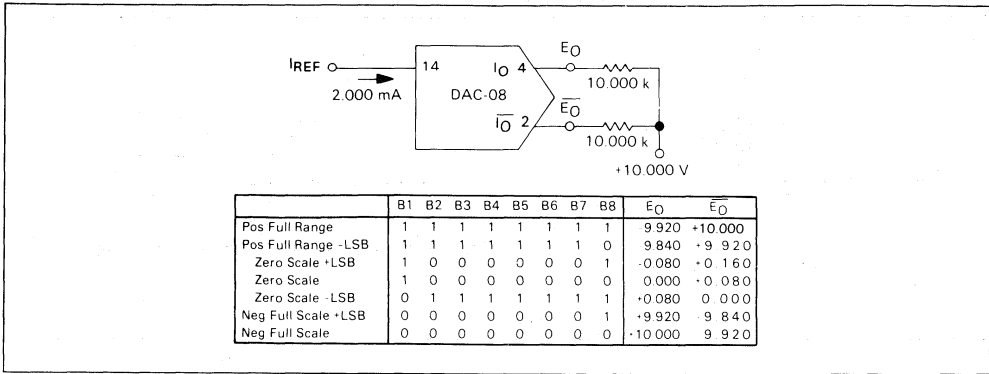 EO
IREF
14
IO 4
10.000 k
2.000 mA
DAC-08
E̅O̅
I̅O̅ 2
10.000 k
+10.000 V
B1 B2 B3 B4 B5 B6 B7 B8 EO E̅O̅
Pos Full Range 1 1 1 1 1 1 1 1 -9.920 +10.000
Pos Full Range -LSB 1 1 1 1 1 1 1 0 9.840 +9.920
Zero Scale +LSB 1 0 0 0 0 0 0 1 -0.080 +0.160
Zero Scale 1 0 0 0 0 0 0 0 0.000 +0.080
Zero Scale -LSB 0 1 1 1 1 1 1 1 +0.080 0.000
Neg Full Scale +LSB 0 0 0 0 0 0 0 1 +9.920 9.840
Neg Full Scale 0 0 0 0 0 0 0 0 +10.000 9.920